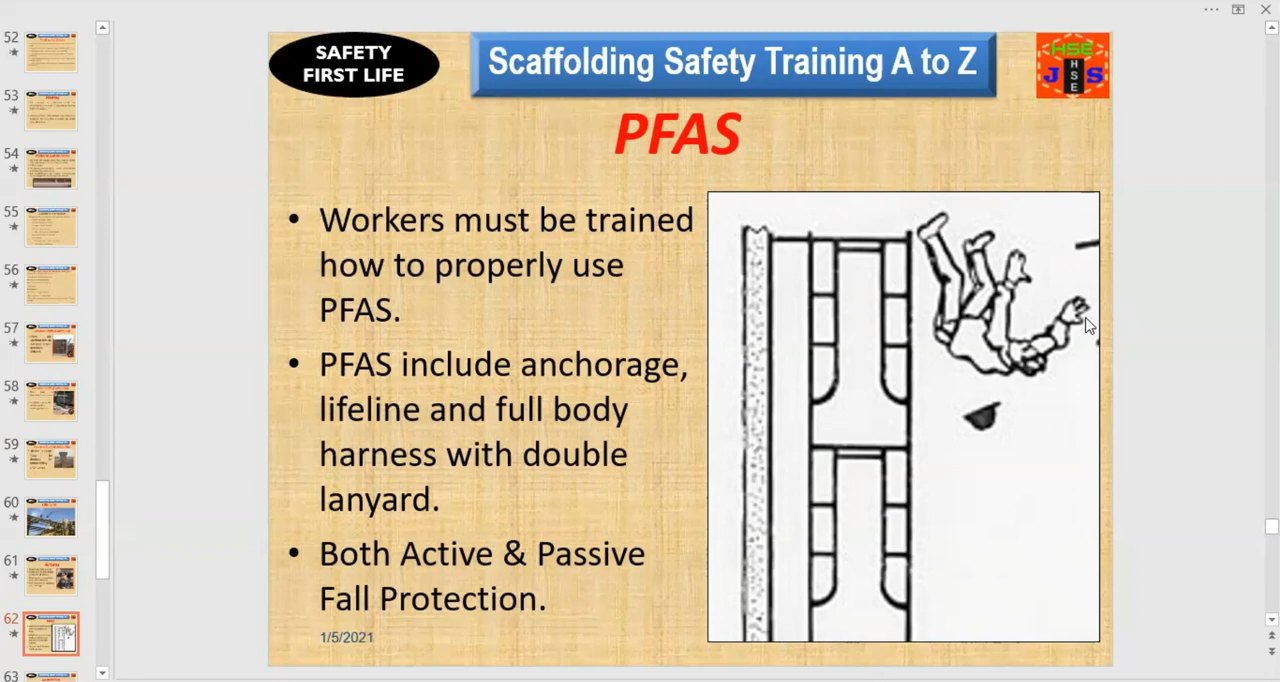 52
SAFETY
FIRST LIFE
Scaffolding Safety Training A to Z
HSE
J HSE S
PFAS
53
54
55
56
57
58
59
60
61
62
63
• Workers must be trained
how to properly use
PFAS.
• PFAS include anchorage,
lifeline and full body
harness with double
lanyard.
• Both Active & Passive
Fall Protection.
1/5/2021